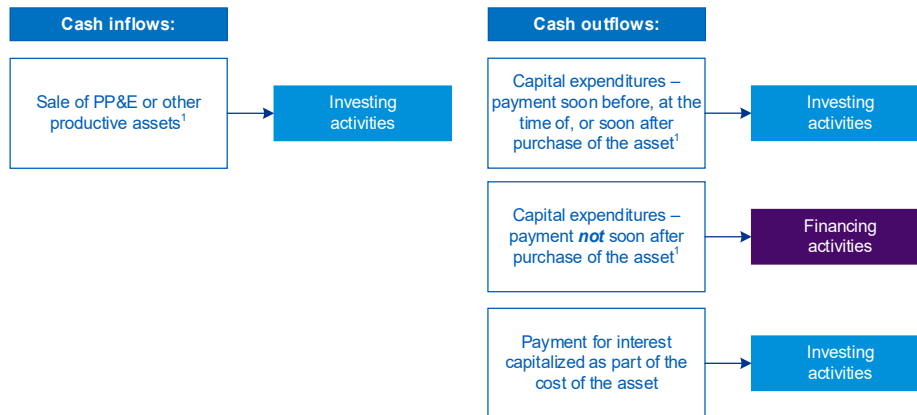 Cash inflows:
Sale of PP&E or other
productive assets1
Investing
activities
Cash outflows:
Capital expenditures –
payment soon before, at the
time of, or soon after
purchase of the asset1
Investing
activities
Capital expenditures –
payment not soon after
purchase of the asset1
Financing
activities
Payment for interest
capitalized as part of the
cost of the asset
Investing
activities